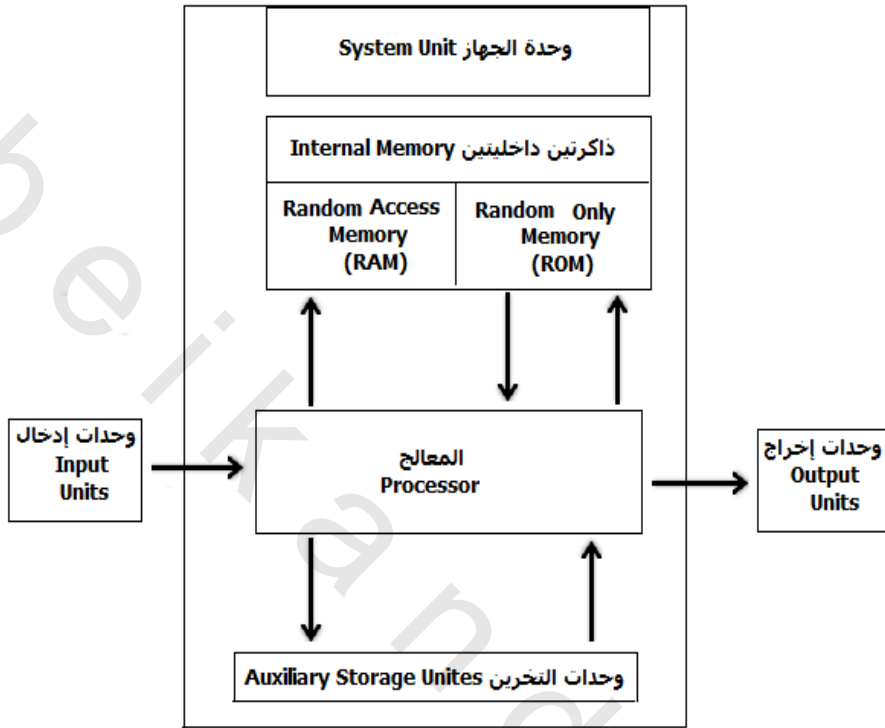 وحدة الجهاز System Unit
ذاكرتين داخليتين Internal Memory
Random Access
Memory
(RAM)
Random Only
Memory
(ROM)
وحدات إدخال
Input
Units
المعالج
Processor
وحدات إخراج
Output
Units
وحدات التخرين Auxiliary Storage Unites
b e i k a n d